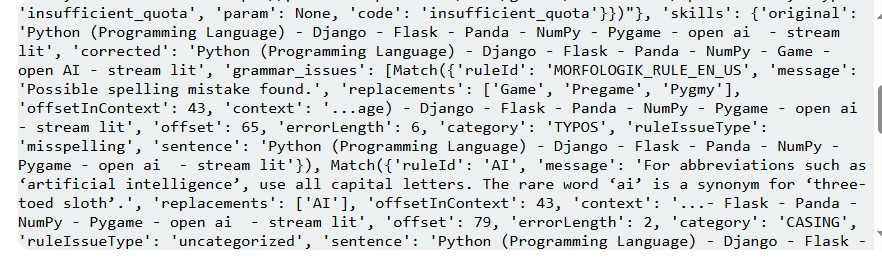 'insufficient_quota', 'param': None, 'code': 'insufficient_quota'}})"}, 'skills': {'original':
'Python (Programming Language) - Django - Flask - Panda - NumPy - Pygame - open ai  - stream
lit', 'corrected': 'Python (Programming Language) - Django - Flask - Panda - NumPy - Game -
open AI - stream lit', 'grammar_issues': [Match({'ruleId': 'MORFOLOGIK_RULE_EN_US', 'message':
'Possible spelling mistake found.', 'replacements': ['Game', 'Pregame', 'Pygmy'],
'offsetInContext': 43, 'context': '...age) - Django - Flask - Panda - NumPy - Pygame - open ai
- stream lit', 'offset': 65, 'errorLength': 6, 'category': 'TYPOS', 'ruleIssueType':
'misspelling', 'sentence': 'Python (Programming Language) - Django - Flask - Panda - NumPy -
Pygame - open ai  - stream lit'}), Match({'ruleId': 'AI', 'message': 'For abbreviations such as
‘artificial intelligence’, use all capital letters. The rare word ‘ai’ is a synonym for ‘three-
toed sloth’.', 'replacements': ['AI'], 'offsetInContext': 43, 'context': '...- Flask - Panda -
NumPy - Pygame - open ai  - stream lit', 'offset': 79, 'errorLength': 2, 'category': 'CASING',
'ruleIssueType': 'uncategorized', 'sentence': 'Python (Programming Language) - Django - Flask -